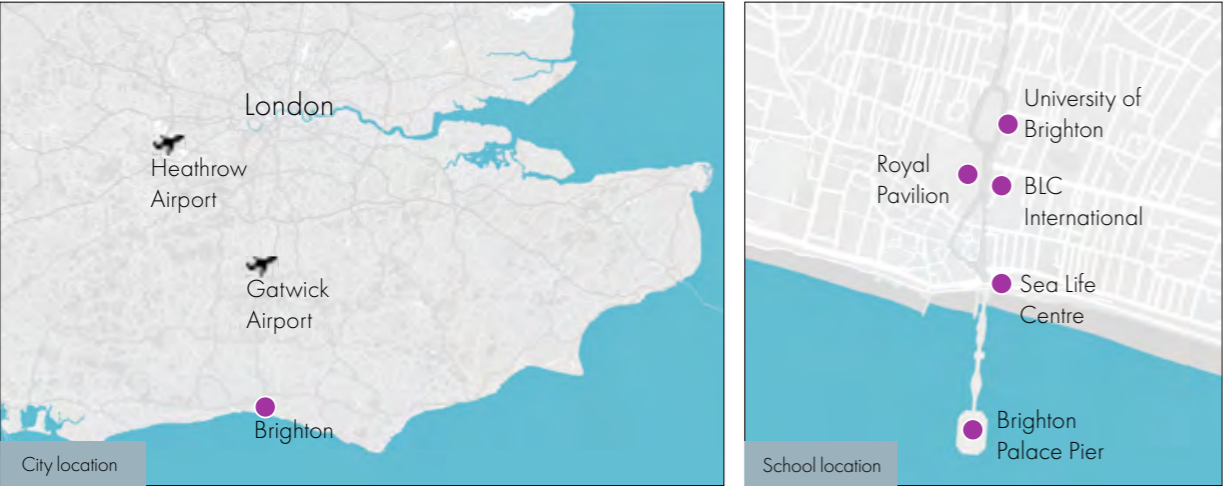 London
Heathrow
Airport
Gatwick
Airport
Brighton
City location
University of
Brighton
Royal
Pavilion
BLC
International
Sea Life
Centre
Brighton
Palace Pier
School location